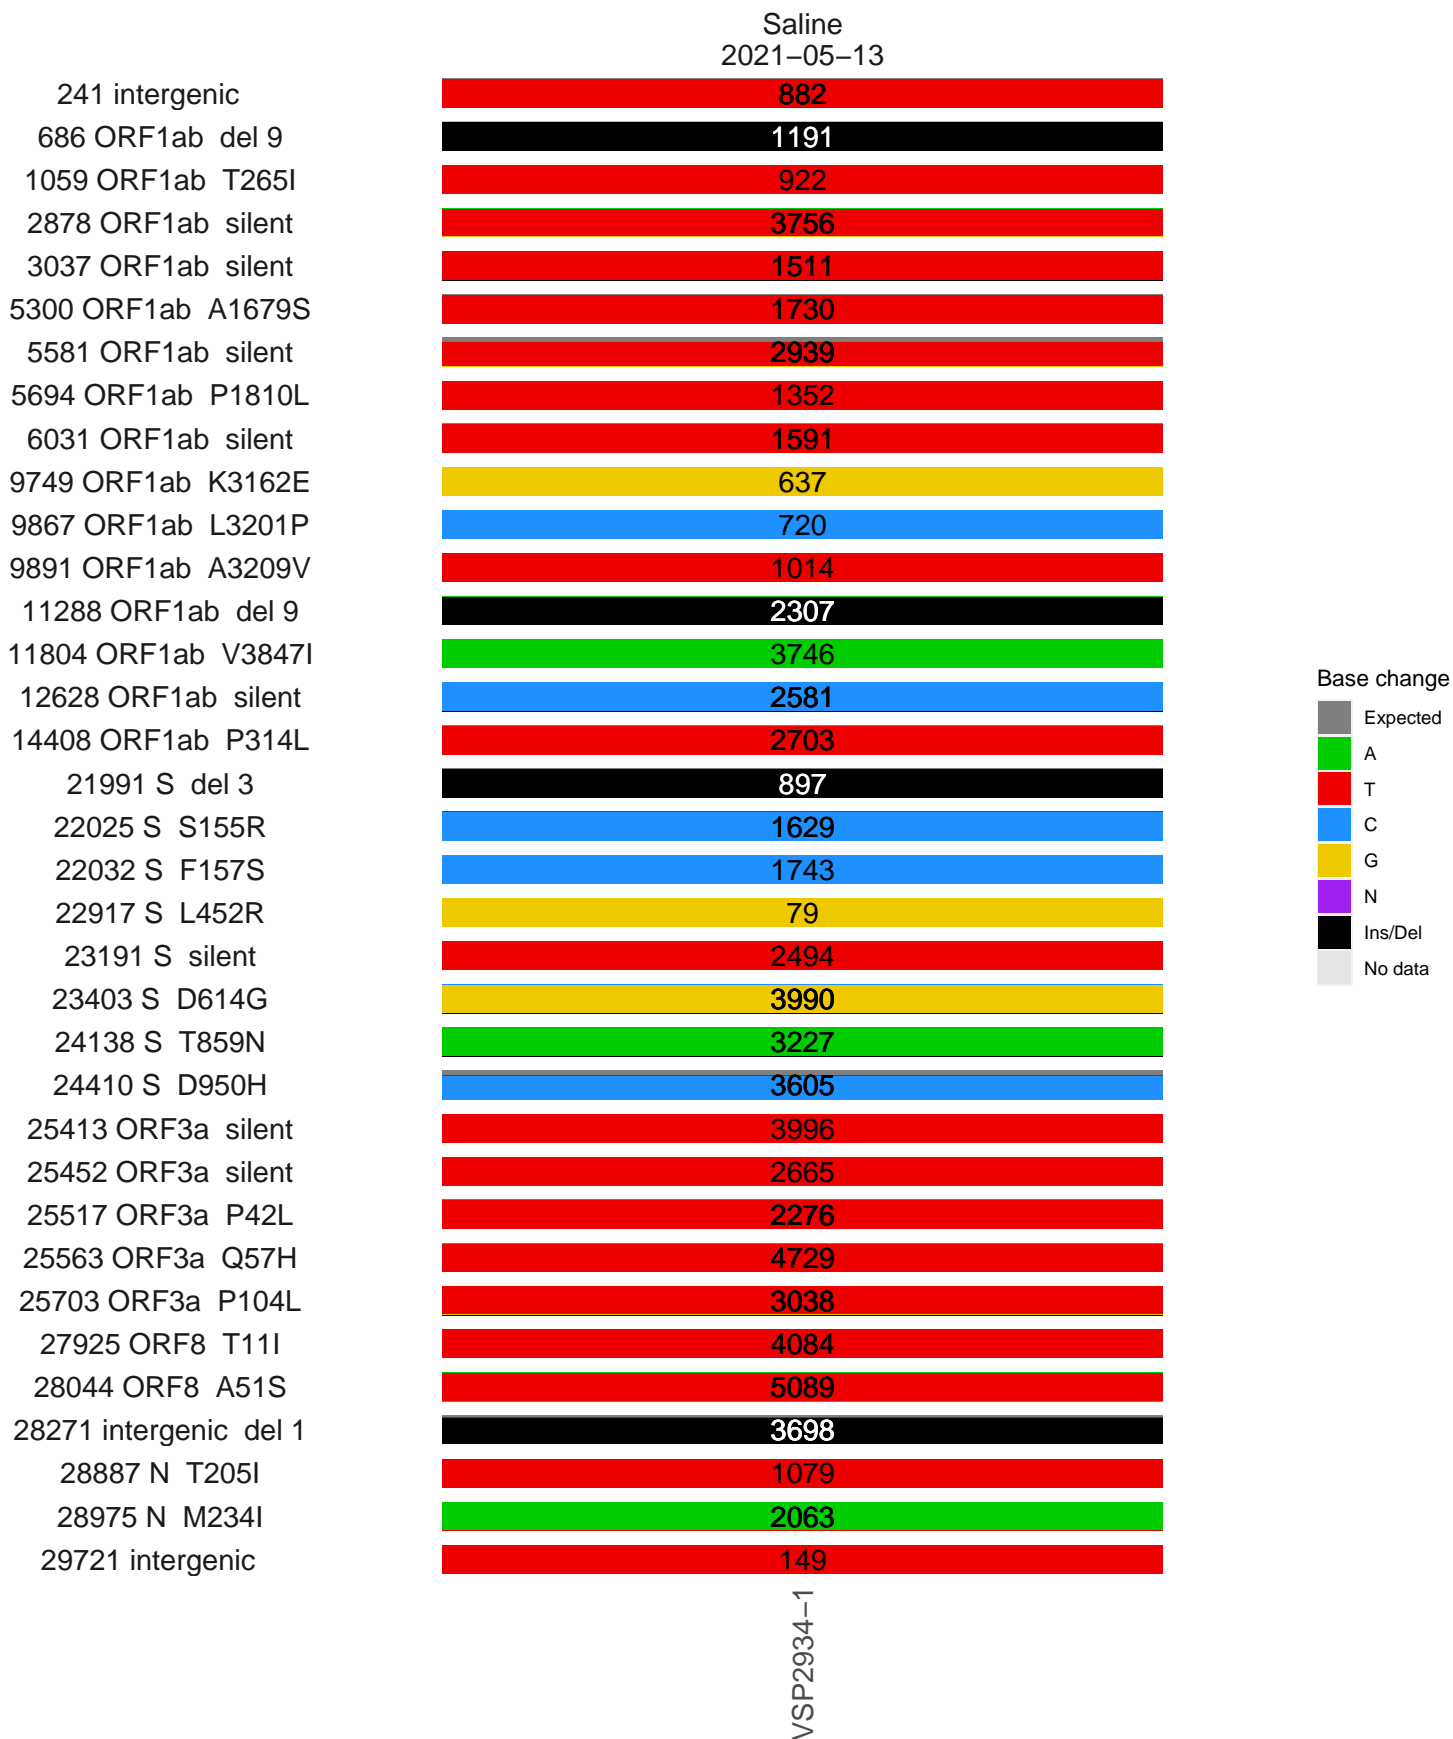 Saline
2021−05−13
241 intergenic 882
686 ORF1ab del 9 1191
1059 ORF1ab T265I 922
2878 ORF1ab silent 3756
3037 ORF1ab silent 1511
5300 ORF1ab A1679S 1730
5581 ORF1ab silent 2939
5694 ORF1ab P1810L 1352
6031 ORF1ab silent 1591
9749 ORF1ab K3162E 637
9867 ORF1ab L3201P 720
9891 ORF1ab A3209V 1014
11288 ORF1ab del 9 2307
11804 ORF1ab V3847I 3746
12628 ORF1ab silent 2581
14408 ORF1ab P314L 2703
21991 S del 3 897
22025 S S155R 1629
22032 S F157S 1743
22917 S L452R 79
23191 S silent 2494
23403 S D614G 3990
24138 S T859N 3227
24410 S D950H 3605
25413 ORF3a silent 3996
25452 ORF3a silent 2665
25517 ORF3a P42L 2276
25563 ORF3a Q57H 4729
25703 ORF3a P104L 3038
27925 ORF8 T11I 4084
28044 ORF8 A51S 5089
28271 intergenic del 1 3698
28887 N T205I 1079
28975 N M234I 2063
29721 intergenic 149
VSP2934−1
Base change
Expected
A
T
C
G
N
Ins/Del
No data